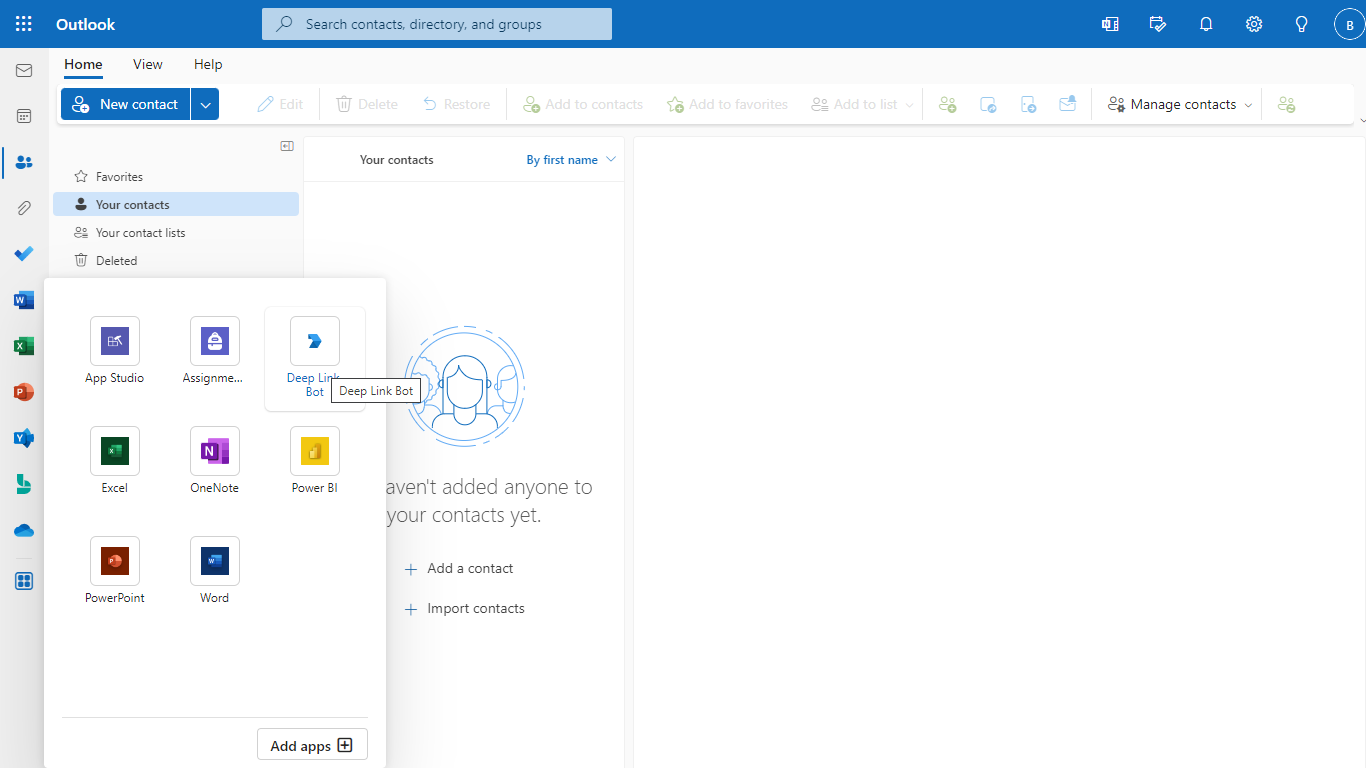 Outlook
Search contacts, directory, and groups
B
Home
View
Help
New contact
Edit
Delete
Restore
Add to contacts
Add to favorites
Add to list
Manage contacts
Favorites
Your contacts
Your contact lists
Deleted
Your contacts
By first name
App Studio
Assignme...
Deep Link
Bot
Deep Link Bot
Excel
OneNote
Power BI
PowerPoint
Word
Add apps
aven't added anyone to
your contacts yet.
Add a contact
Import contacts